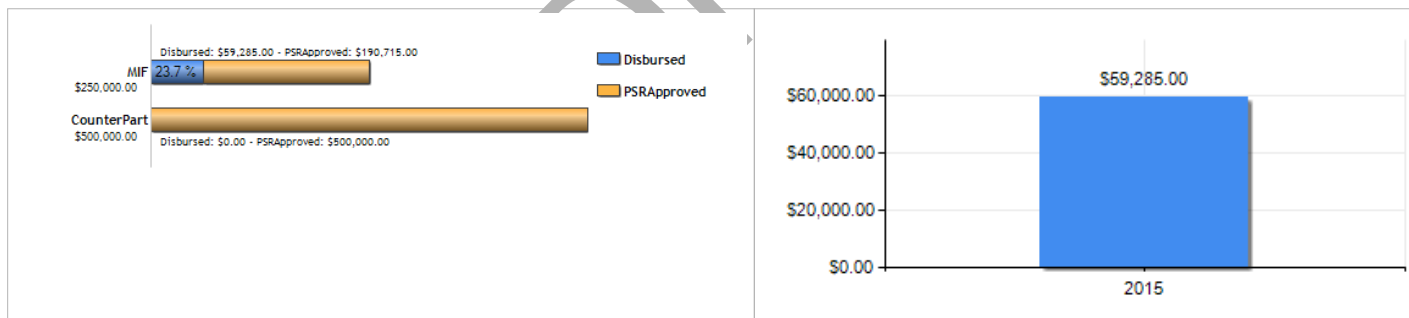 Disbursed: $59,285.00 - PSRApproved: $190,715.00
MIF 23.7 %
$250,000.00
CounterPart
$500,000.00
Disbursed: $0.00 - PSRApproved: $500,000.00
Disbursed
PSRApproved
$59,285.00
$60,000.00
$40,000.00
$20,000.00
$0.00
2015